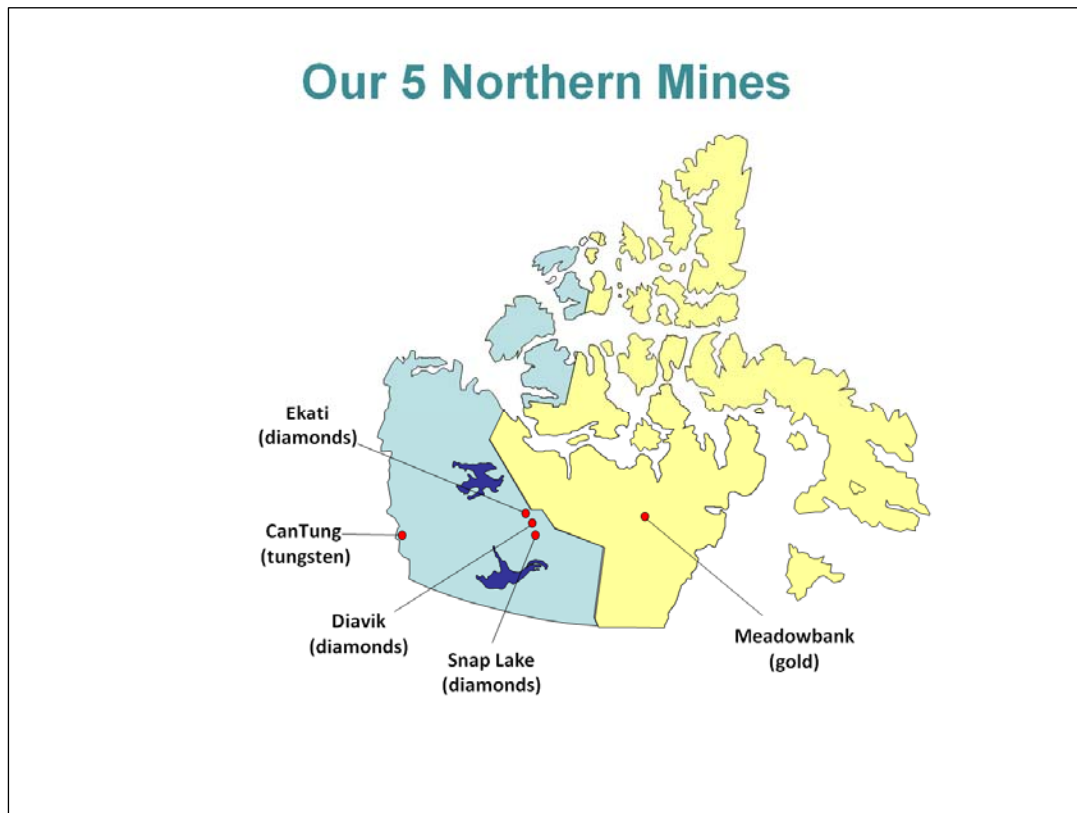 Our 5 Northern Mines
Ekati
(diamonds)
CanTung
(tungsten)
Diavik
(diamonds)
Snap Lake
(diamonds)
Meadowbank
(gold)